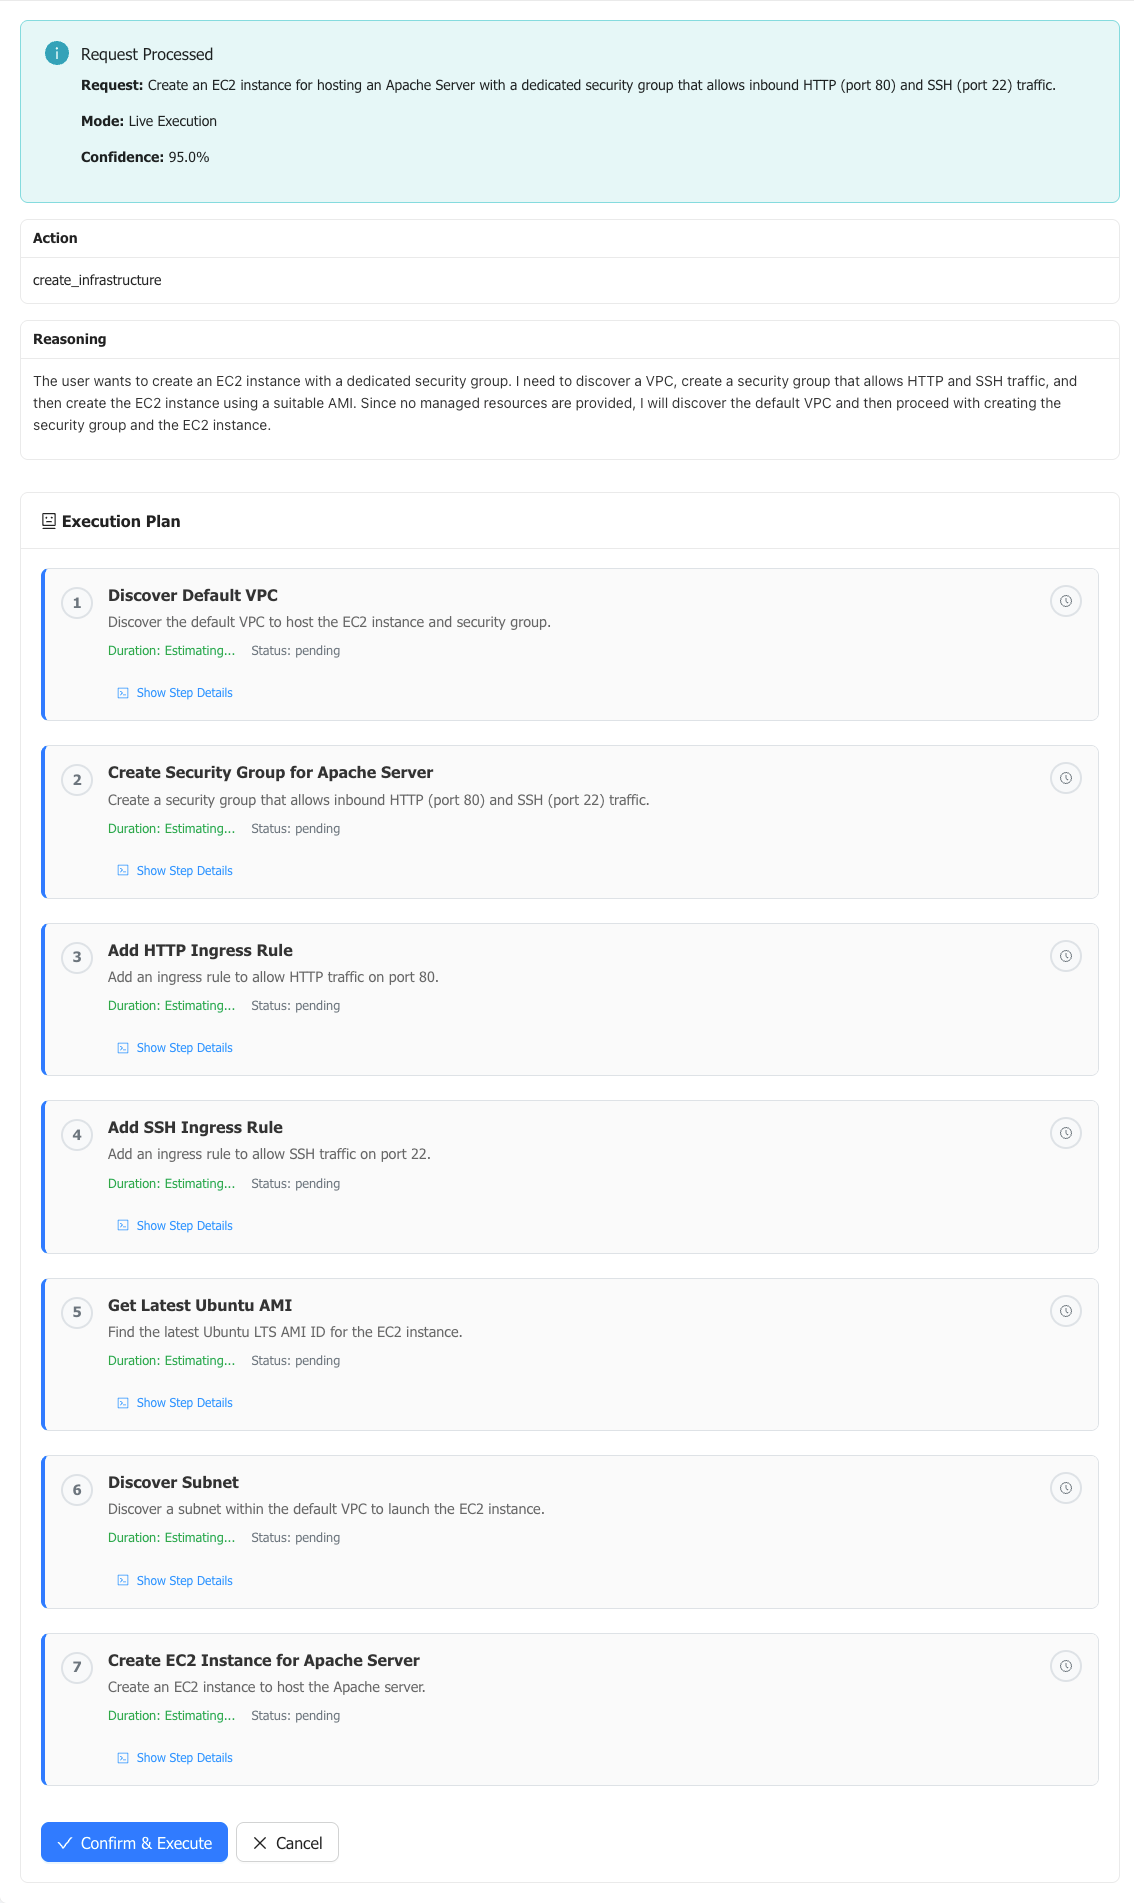 Request Processed
Request: Create an EC2 instance for hosting an Apache Server with a dedicated security group that allows inbound HTTP (port 80) and SSH (port 22) traffic.
Mode: Live Execution
Confidence: 95.0%
Action
create_infrastructure
Reasoning
The user wants to create an EC2 instance with a dedicated security group. I need to discover a VPC, create a security group that allows HTTP and SSH traffic, and
then create the EC2 instance using a suitable AMI. Since no managed resources are provided, I will discover the default VPC and then proceed with creating the
security group and the EC2 instance.
Execution Plan
1 Discover Default VPC
Discover the default VPC to host the EC2 instance and security group.
Duration: Estimating... Status: pending
Show Step Details
2 Create Security Group for Apache Server
Create a security group that allows inbound HTTP (port 80) and SSH (port 22) traffic.
Duration: Estimating... Status: pending
Show Step Details
3 Add HTTP Ingress Rule
Add an ingress rule to allow HTTP traffic on port 80.
Duration: Estimating... Status: pending
Show Step Details
4 Add SSH Ingress Rule
Add an ingress rule to allow SSH traffic on port 22.
Duration: Estimating... Status: pending
Show Step Details
5 Get Latest Ubuntu AMI
Find the latest Ubuntu LTS AMI ID for the EC2 instance.
Duration: Estimating... Status: pending
Show Step Details
6 Discover Subnet
Discover a subnet within the default VPC to launch the EC2 instance.
Duration: Estimating... Status: pending
Show Step Details
7 Create EC2 Instance for Apache Server
Create an EC2 instance to host the Apache server.
Duration: Estimating... Status: pending
Show Step Details
Confirm & Execute Cancel